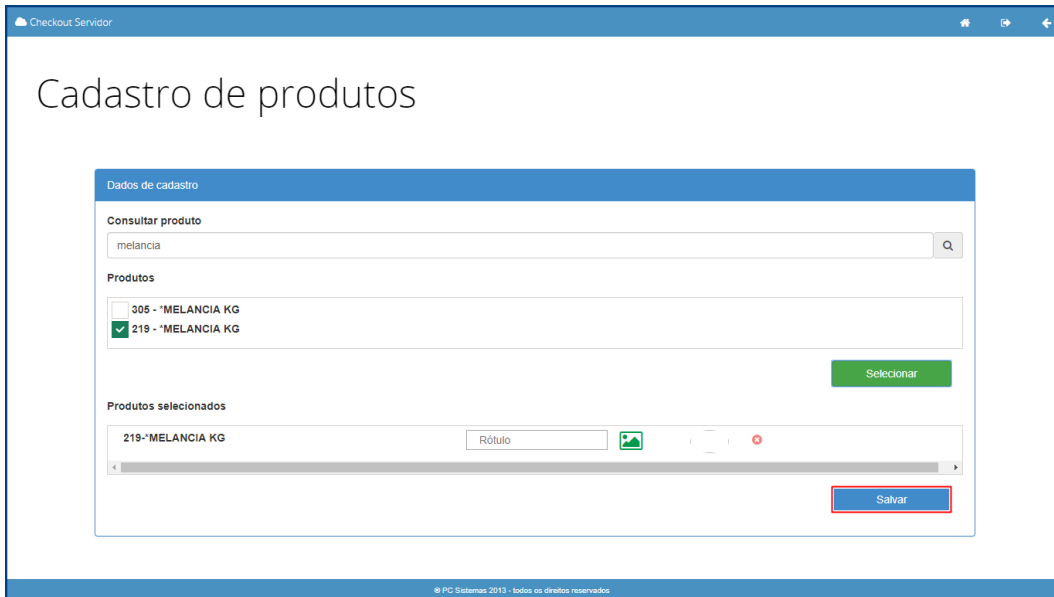 Checkout Servidor
Cadastro de produtos
Dados de cadastro
Consultar produto
melancia
Produtos
305 - *MELANCIA KG
219 - *MELANCIA KG
Selecionar
Produtos selecionados
219-*MELANCIA KG
Rótulo
Salvar
® PC Sistemas 2013 - todos os direitos reservados